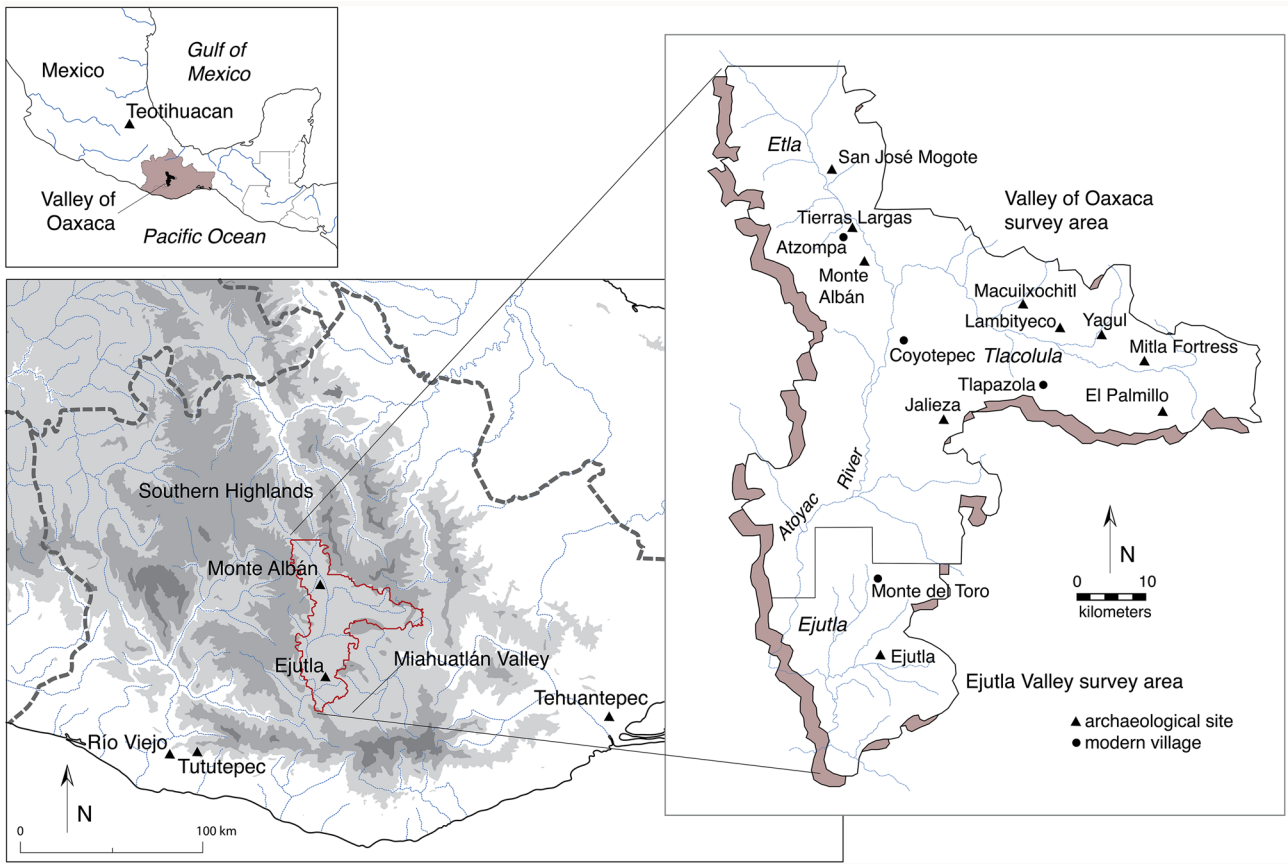 Mexico
Gulf of
Mexico
Teotihuacan
Valley of
Oaxaca
Pacific Ocean
Southern Highlands
Monte Albán
Ejutla
Miahuatlán Valley
Tehuantepec
Río Viejo
Tututepec
N
0
100 km
Etla
San José Mogote
Valley of Oaxaca
survey area
Tierras Largas
Atzompa
Monte
Albán
Macuilxochitl
Lambityeco
Yagul
Mitla Fortress
Coyotepec
Tlacolula
Tlapazola
El Palmillo
Jalieza
Atoyac
River
N
0
10
kilometers
Monte del Toro
Ejutla
Ejutla
Ejutla Valley survey area
archaeological site
modern village